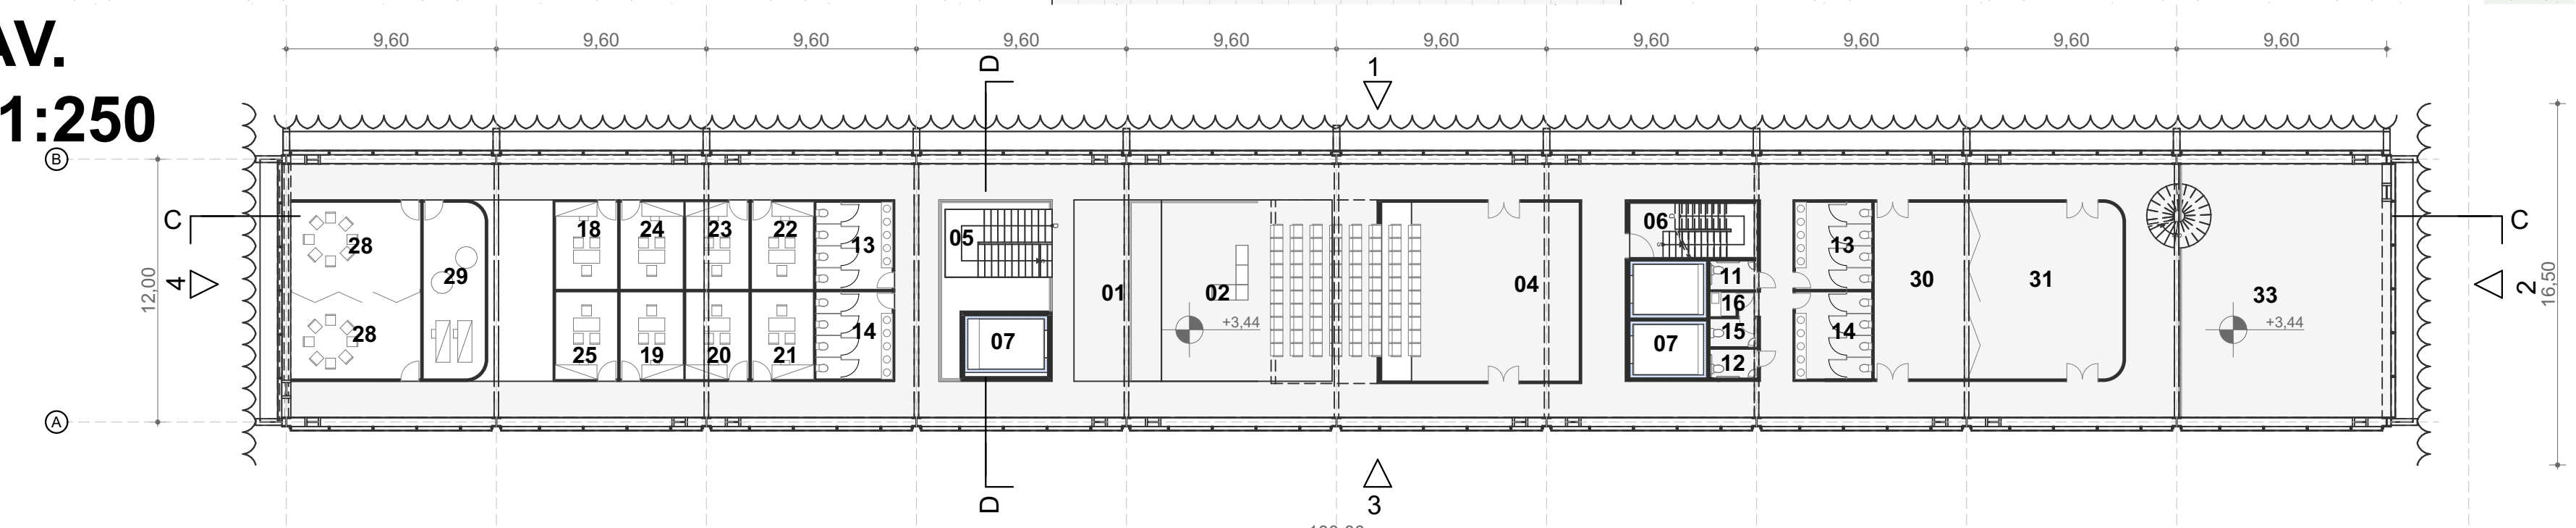 AV.
1:250
9,60 9,60 9,60 9,60 9,60 9,60 9,60 9,60 9,60 9,60
D
1
B
C C
18 24 23 22 05 06
28 13 13
29 11 30 31
4 12,00 01 02 04 33 2 16,50
16
+3,44 +3,44
28 14 07 15 14
07
25 19 20 21 12
A
D
3